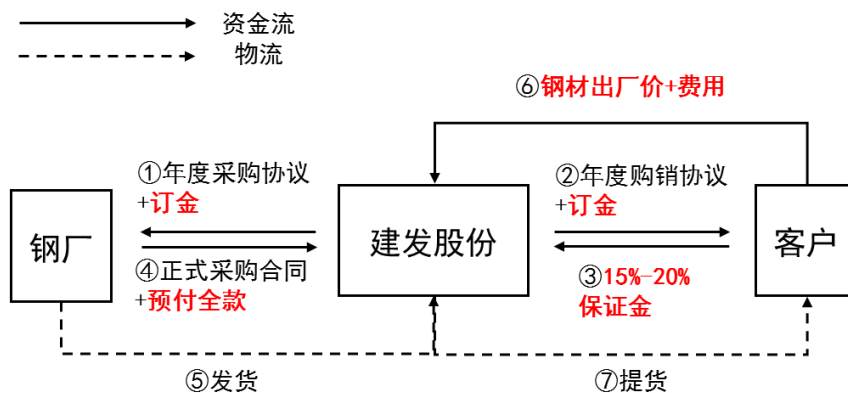 资金流
物流
⑥钢材出厂价+费用
①年度采购协议
+订金
②年度购销协议
+订金
钢厂
建发股份
客户
④正式采购合同
+预付全款
③15%-20%
保证金
⑤发货
⑦提货